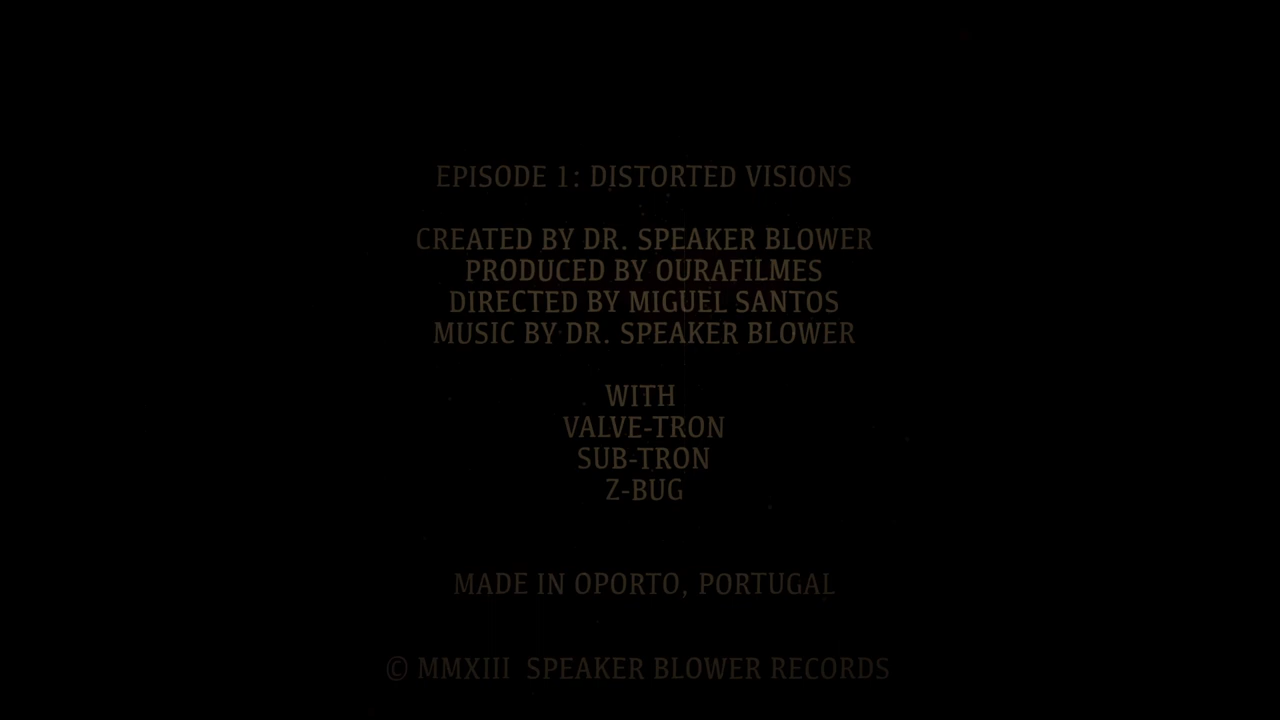 EPISODE 1: DISTORTED VISIONS
CREATED BY DR. SPEAKER BLOWER
PRODUCED BY OURAFILMES
DIRECTED BY MIGUEL SANTOS
MUSIC BY DR. SPEAKER BLOWER
WITH
VALVE-TRON
SUB-TRON
Z-BUG
MADE IN OPORTO, PORTUGAL
© MMXIII SPEAKER BLOWER RECORDS